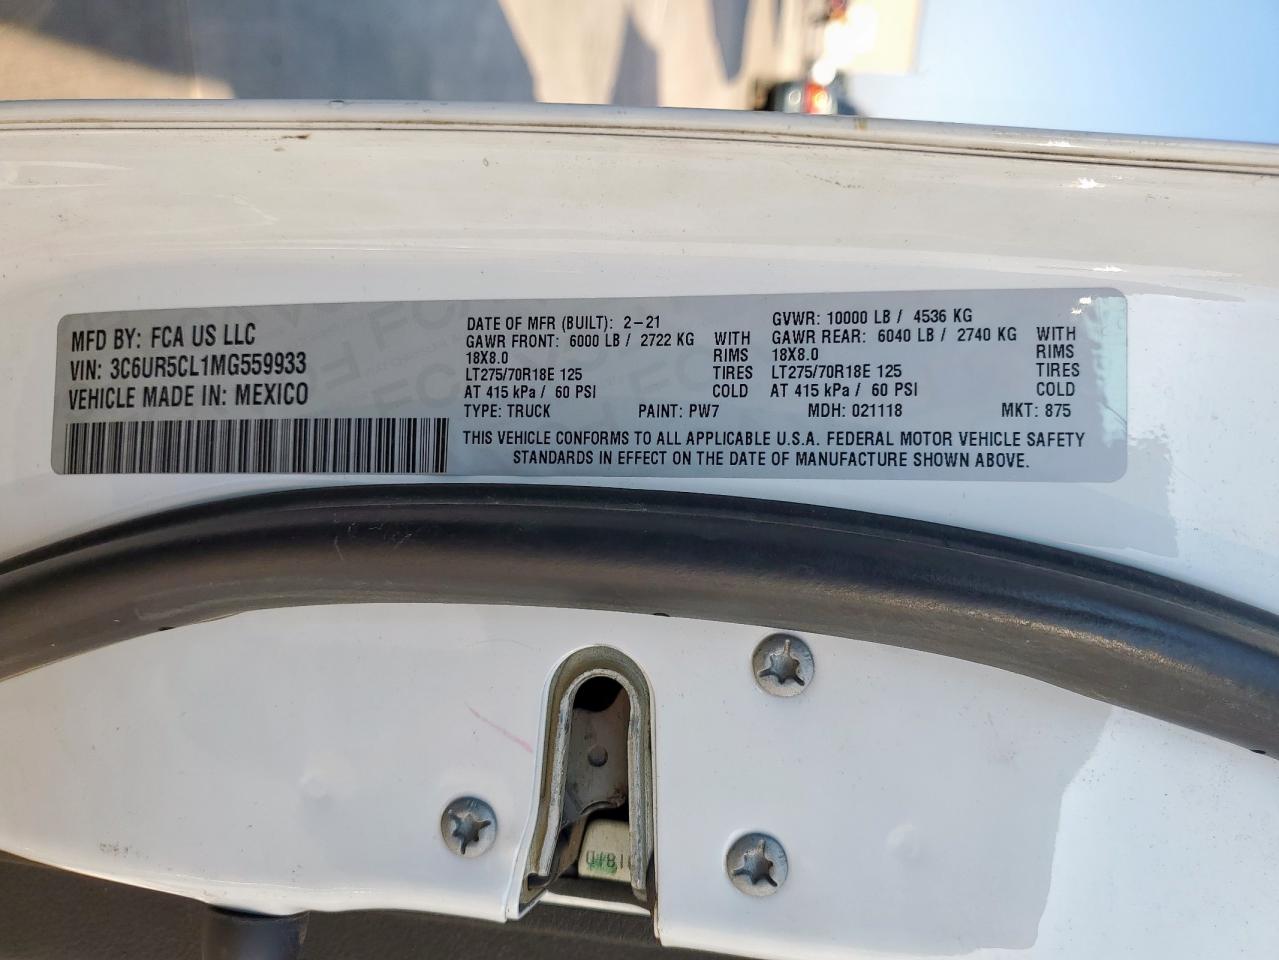 MFD BY: FCA US LLC
VIN: 3C6UR5CL1MG559933
VEHICLE MADE IN: MEXICO
DATE OF MFR (BUILT): 2-21
GAWR FRONT: 6000 LB / 2722 KG WITH
18X8.0 RIMS
LT275/70R18E 125 TIRES
AT 415 kPa / 60 PSI COLD
TYPE: TRUCK PAINT: PW7
GVWR: 10000 LB / 4536 KG
GAWR REAR: 6040 LB / 2740 KG WITH
18X8.0 RIMS
LT275/70R18E 125 TIRES
AT 415 kPa / 60 PSI COLD
MDH: 021118 MKT: 875
THIS VEHICLE CONFORMS TO ALL APPLICABLE U.S.A. FEDERAL MOTOR VEHICLE SAFETY
STANDARDS IN EFFECT ON THE DATE OF MANUFACTURE SHOWN ABOVE.